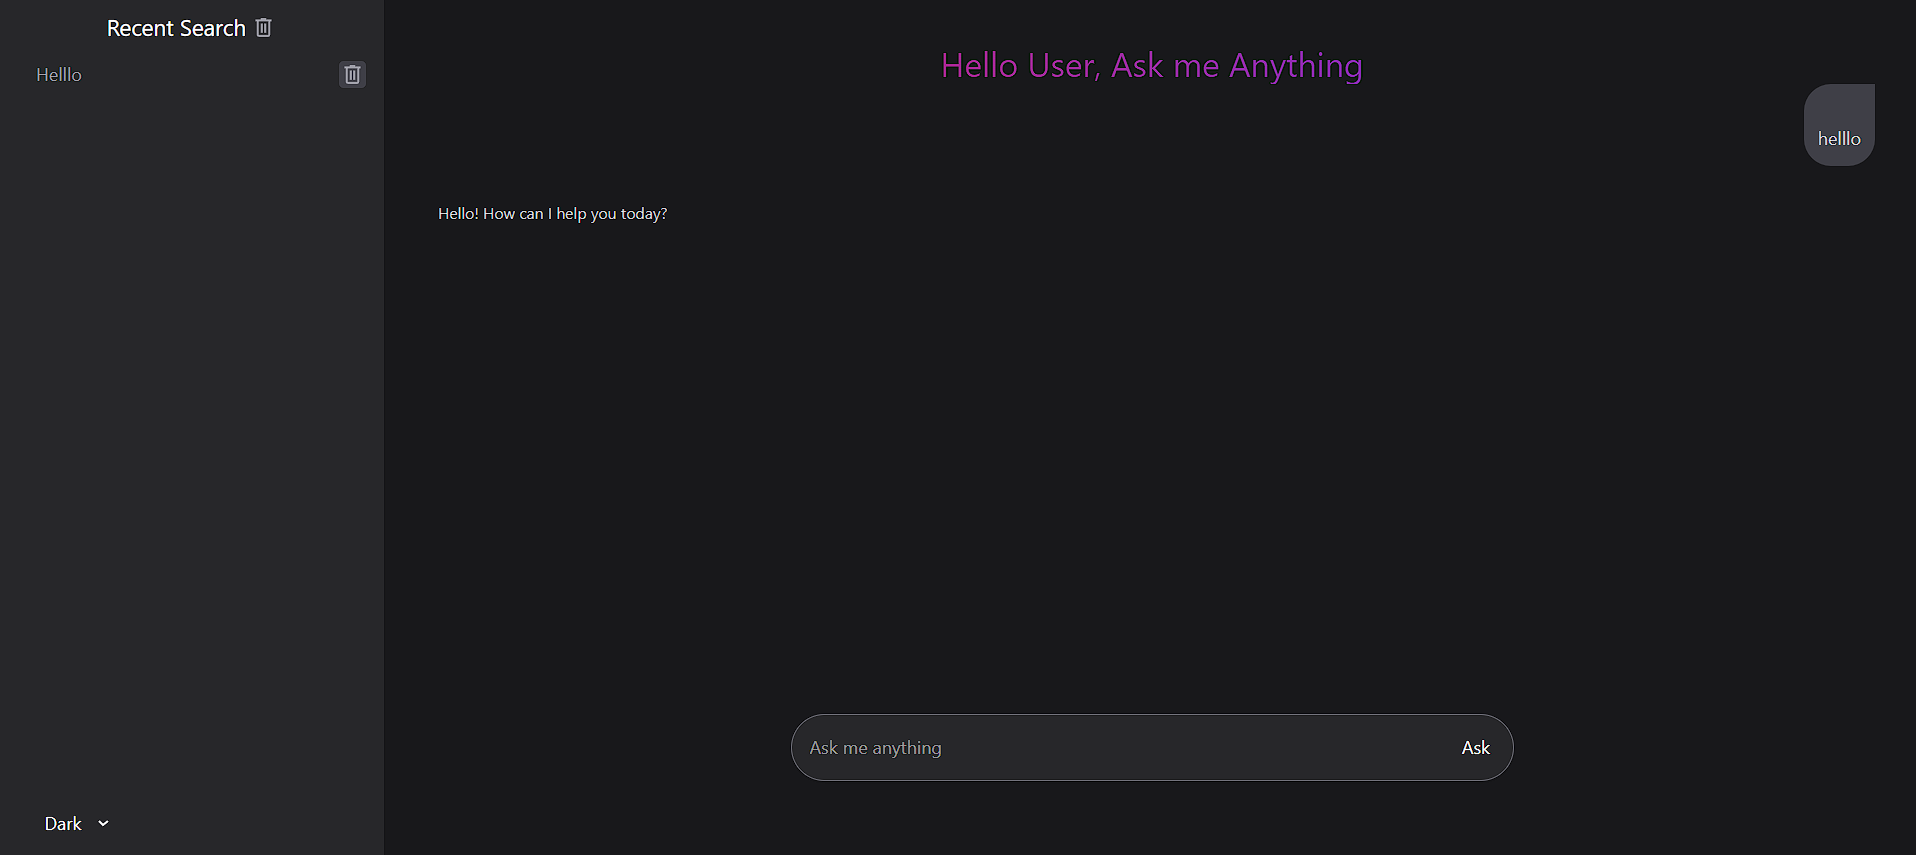 Recent Search
Helllo
Hello User, Ask me Anything
helllo
Hello! How can I help you today?
Ask me anything
Ask
Dark